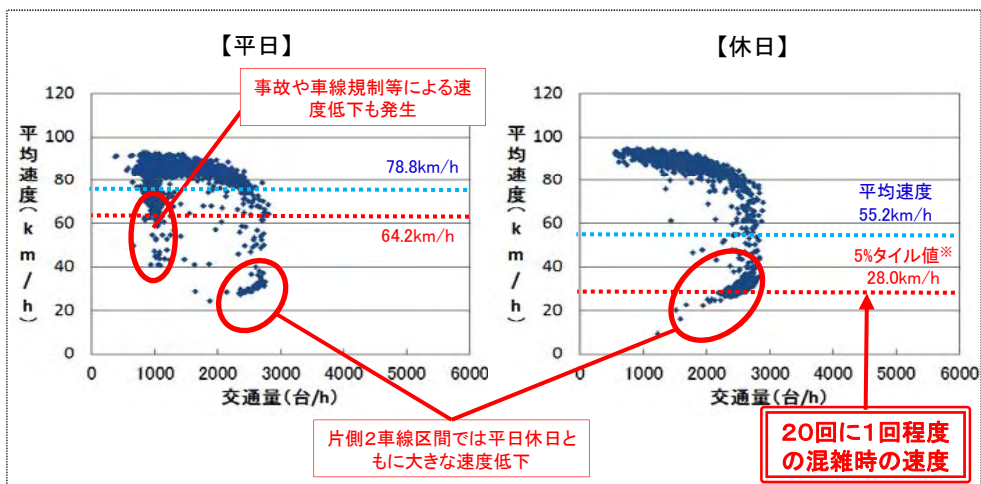 【平日】
事故や車線規制等による速
度低下も発生
平均速度(km/h)
120
100
80
60
40
20
0
78.8km/h
64.2km/h
0
1000
2000
3000
4000
5000
6000
交通量(台/h)
【休日】
平均速度(km/h)
120
100
80
60
40
20
0
平均速度
55.2km/h
5%タイル値※
28.0km/h
0
1000
2000
3000
4000
5000
6000
交通量(台/h)
片側2車線区間では平日休日と
もに大きな速度低下
20回に1回程度
の混雑時の速度